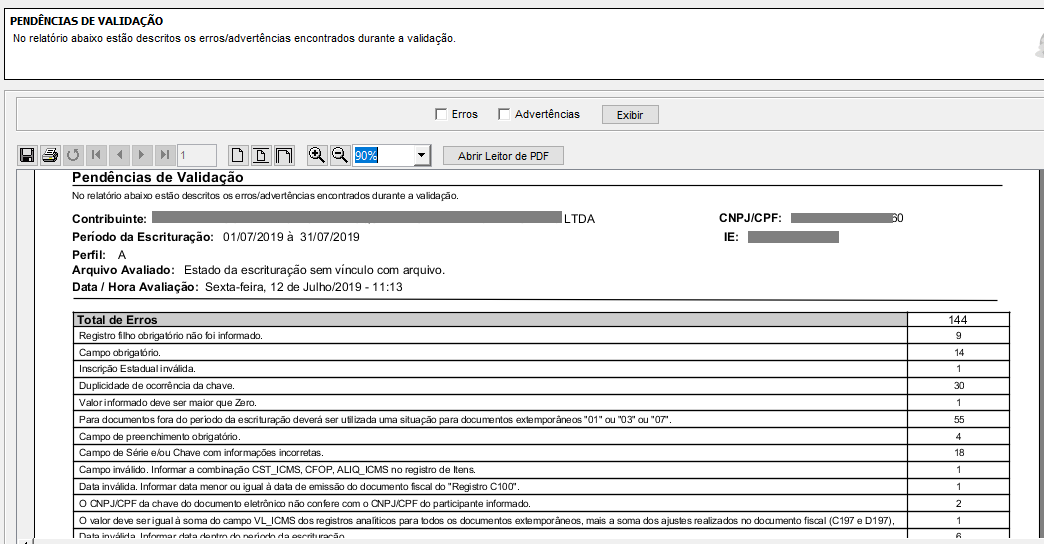 PENDÊNCIAS DE VALIDAÇÃO
No relatório abaixo estão descritos os erros/advertências encontrados durante a validação.
Erros Advertências Exibir
1 90% Abrir Leitor de PDF
Pendências de Validação
No relatório abaixo estão descritos os erros/advertências encontrados durante a validação.
Contribuinte: LTDA CNPJ/CPF: 60
Período da Escrituração: 01/07/2019 à 31/07/2019 IE:
Perfil: A
Arquivo Avaliado: Estado da escrituração sem vínculo com arquivo.
Data / Hora Avaliação: Sexta-feira, 12 de Julho/2019 - 11:13
Total de Erros 144
Registro filho obrigatório não foi informado. 9
Campo obrigatório. 14
Inscrição Estadual inválida. 1
Duplicidade de ocorrência da chave. 30
Valor informado deve ser maior que Zero. 1
Para documentos fora do período da escrituração deverá ser utilizada uma situação para documentos extemporâneos "01" ou "03" ou "07". 55
Campo de preenchimento obrigatório. 4
Campo de Série e/ou Chave com informações incorretas. 18
Campo inválido. Informar a combinação CST_ICMS, CFOP, ALIQ_ICMS no registro de Itens. 1
Data inválida. Informar data menor ou igual à data de emissão do documento fiscal do "Registro C100". 1
O CNPJ/CPF da chave do documento eletrônico não confere com o CNPJ/CPF do participante informado. 2
O valor deve ser igual à soma do campo VL_ICMS dos registros analíticos para todos os documentos extemporâneos, mais a soma dos ajustes realizados no documento fiscal (C197 e D197), 1
Data inválida. Informar data dentro do período da escrituração. 6